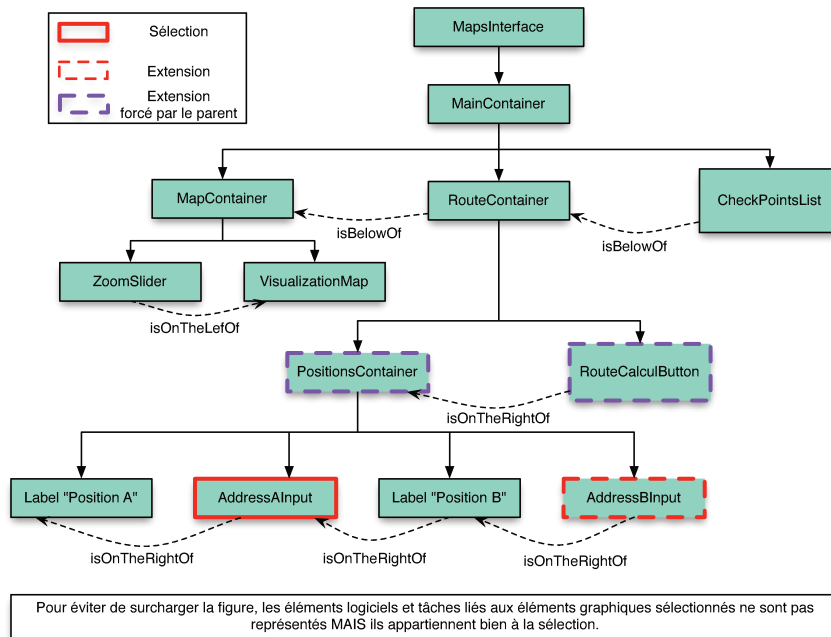 Sélection
Extension
Extension
forcé par le parent
MapsInterface
MainContainer
MapContainer
RouteContainer
CheckPointsList
isBelowOf
isBelowOf
ZoomSlider
VisualizationMap
isOnTheLefOf
PositionsContainer
RouteCalculButton
isOnTheRightOf
Label "Position A"
AddressAInput
Label "Position B"
AddressBInput
isOnTheRightOf
isOnTheRightOf
isOnTheRightOf
Pour éviter de surcharger la figure, les éléments logiciels et tâches liés aux éléments graphiques sélectionnés ne sont pas
représentés MAIS ils appartiennent bien à la sélection.